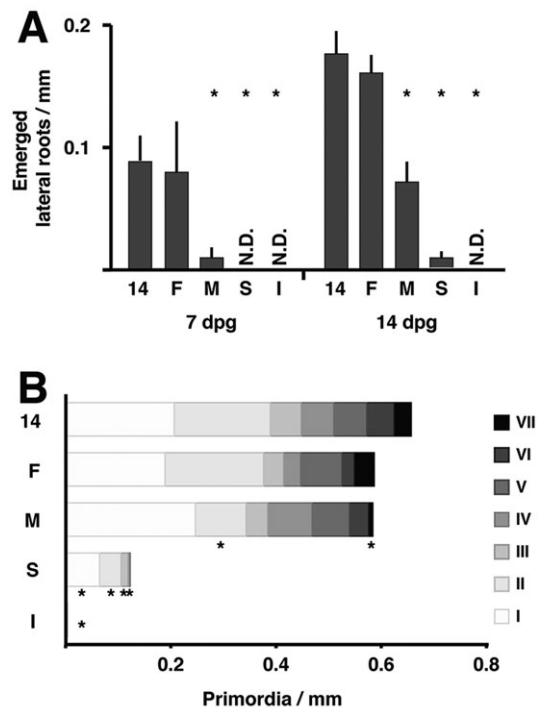 A
0.2
0.1
Emerged
lateral roots / mm
* * * * * *
N.D. N.D. N.D.
14 F M S I 14 F M S I
7 dpg 14 dpg
B
14
F
M
* *
S
* * **
I
*
VII
VI
V
IV
III
II
I
0.2 0.4 0.6 0.8
Primordia / mm